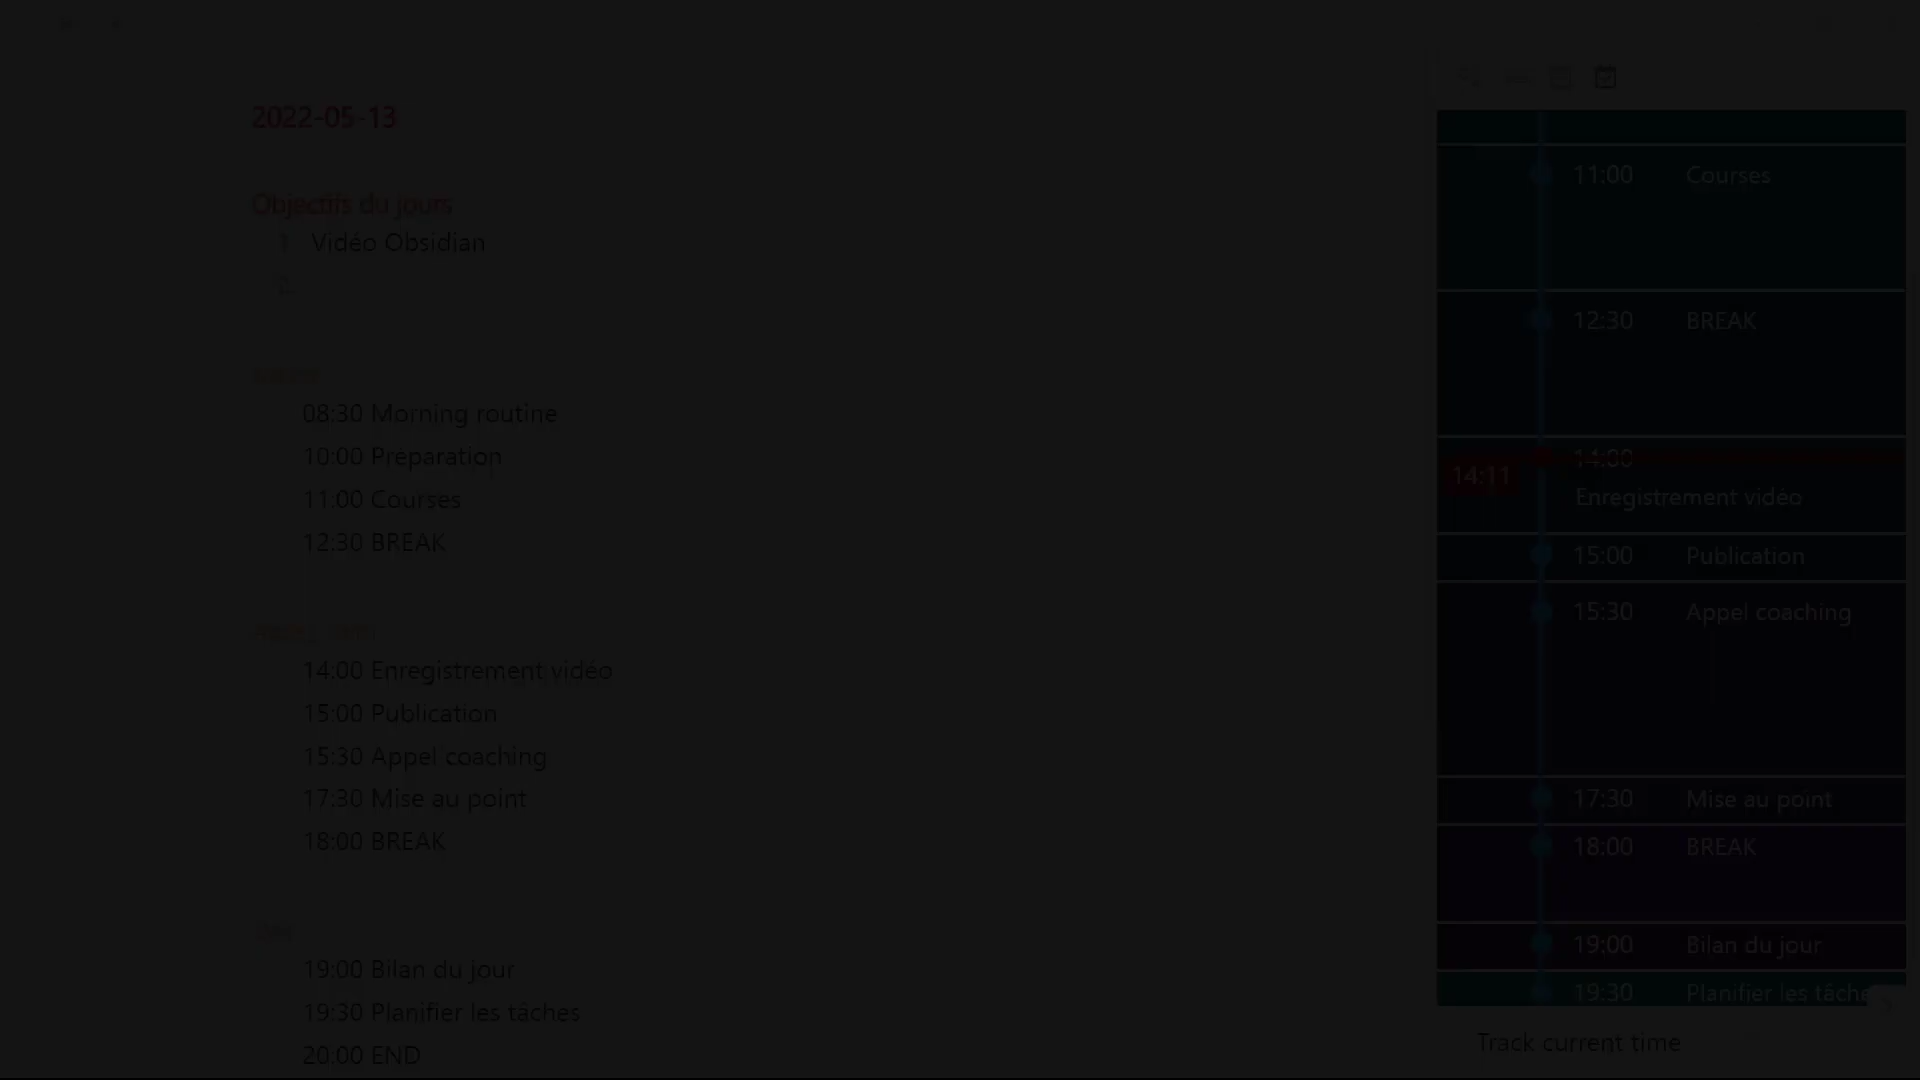 2022-05-13
Objectifs du jours
1. Vidéo Obsidian
2.
08:30 Morning routine
10:00 Préparation
11:00 Courses
12:30 BREAK
14:00 Enregistrement vidéo
15:00 Publication
15:30 Appel coaching
17:30 Mise au point
18:00 BREAK
19:00 Bilan du jour
19:30 Planifier les tâches
20:00 END
11:00 Courses
12:30 BREAK
14:11
14:00
Enregistrement vidéo
15:00 Publication
15:30 Appel coaching
17:30 Mise au point
18:00 BREAK
19:00 Bilan du jour
19:30 Planifier les tâche
Track current time